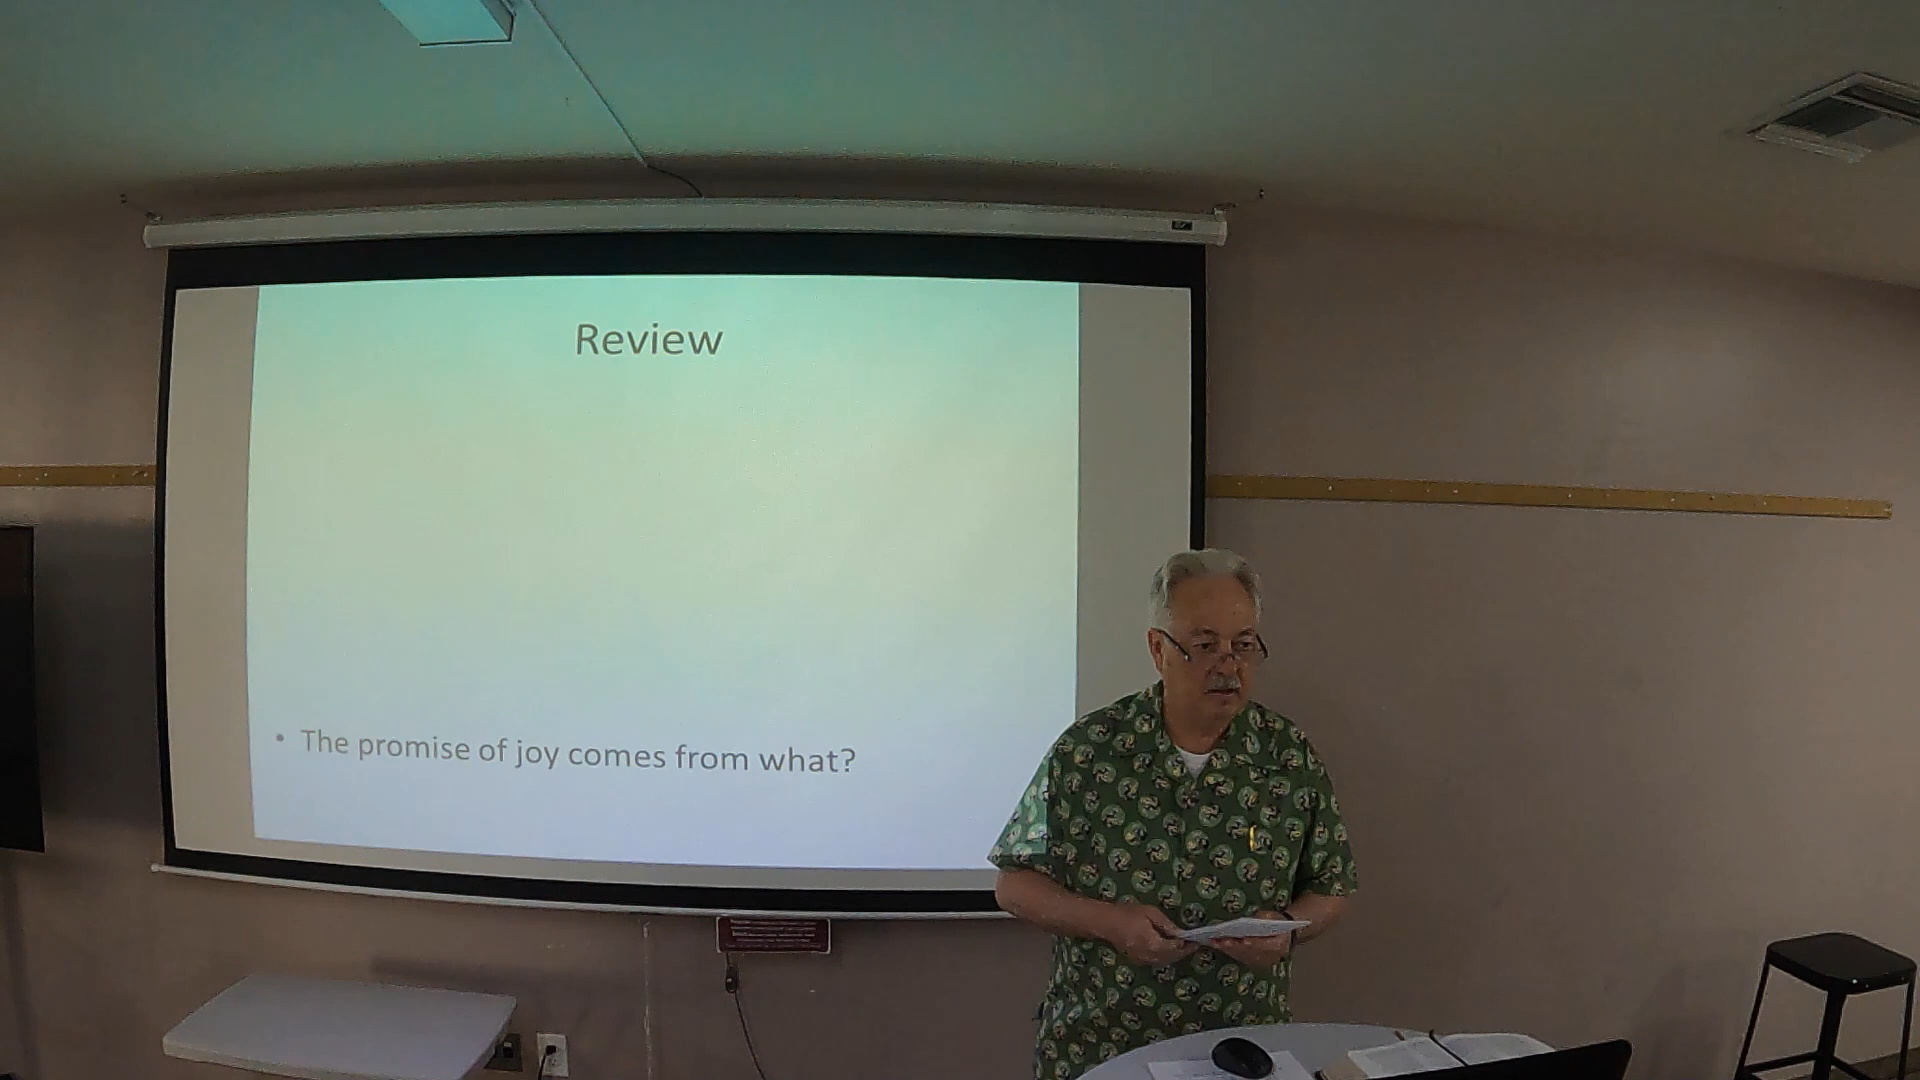 Review
• The promise of joy comes from what?